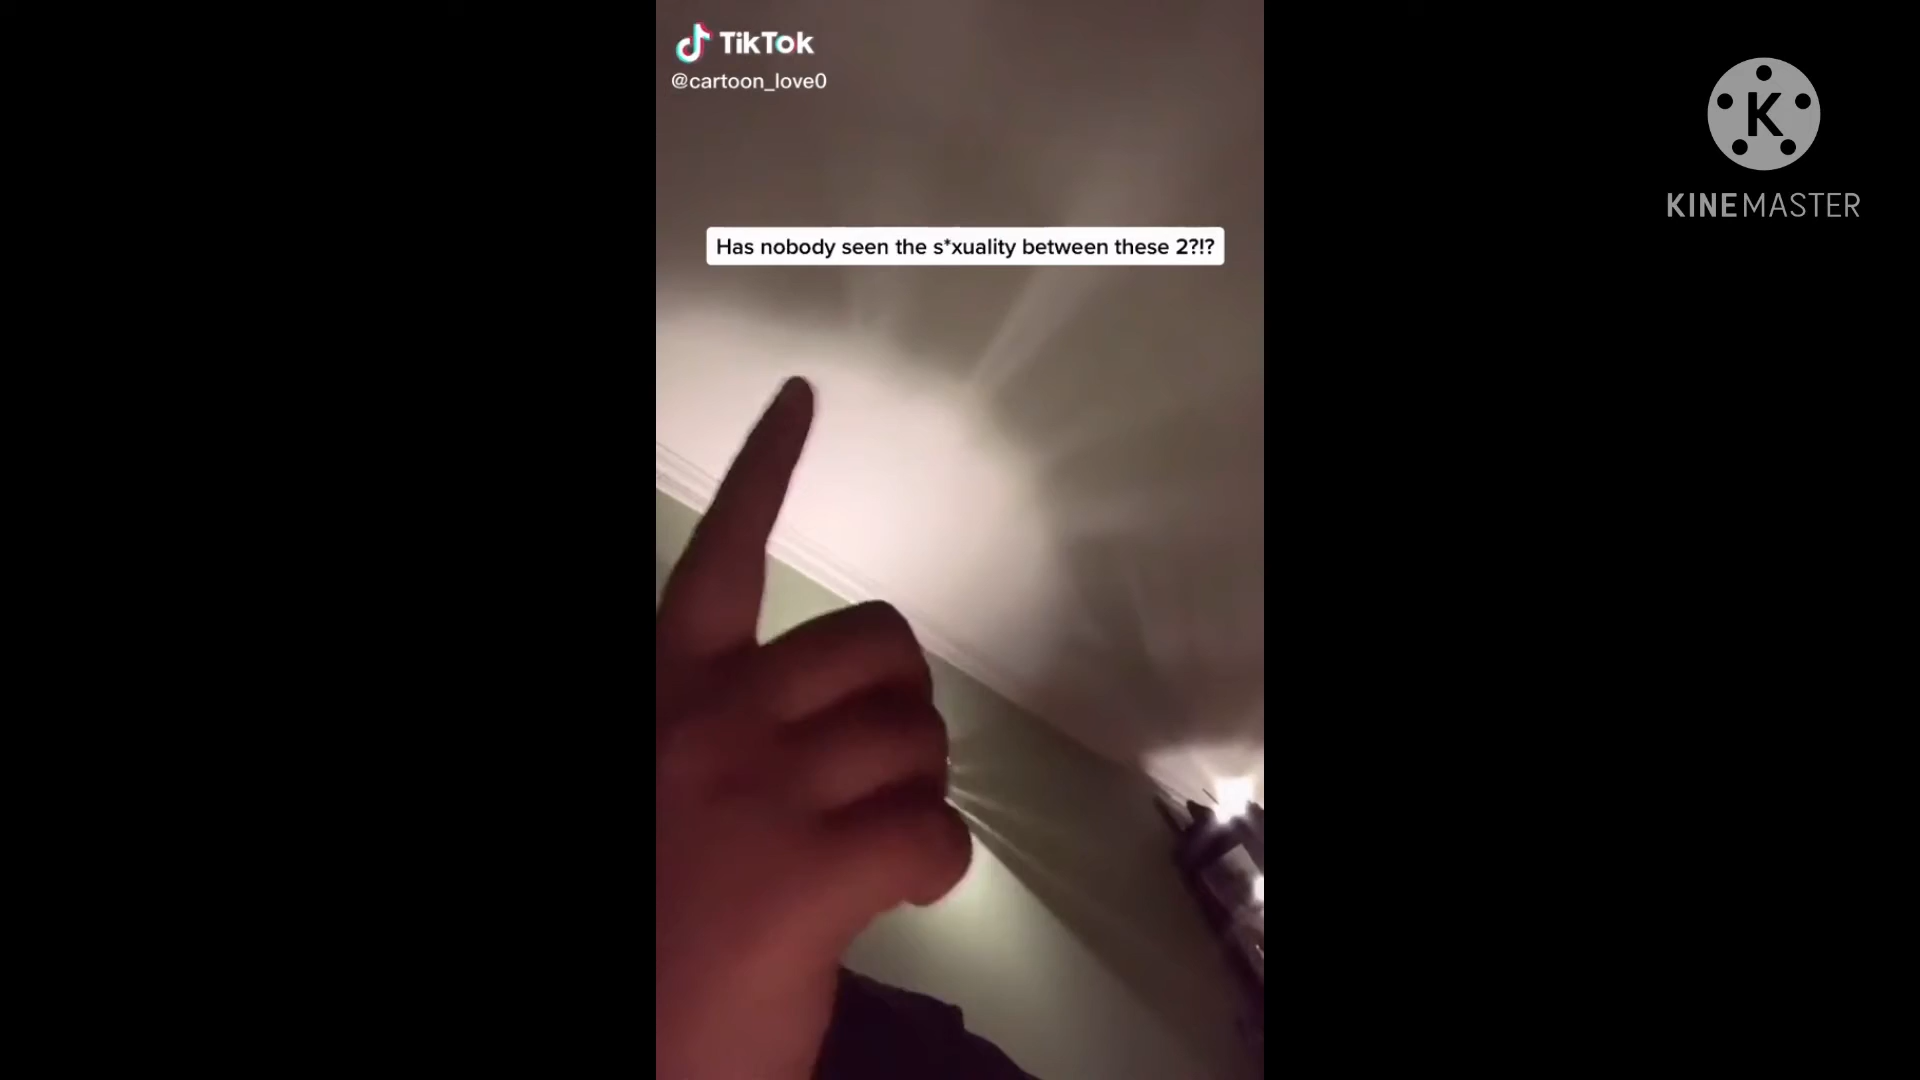 TikTok
@cartoon_love0
Has nobody seen the s*xuality between these 2?!?
K
KINEMASTER